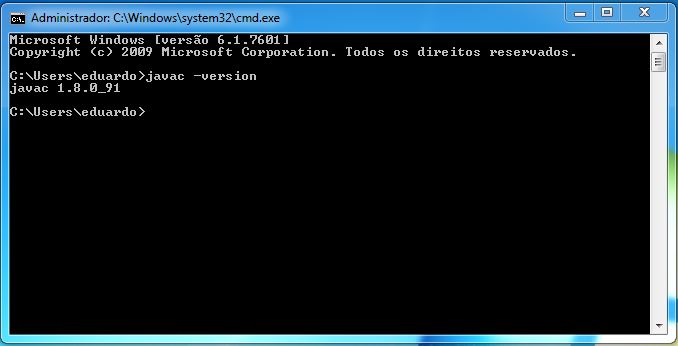 Administrador: C:\Windows\system32\cmd.exe
Microsoft Windows [versão 6.1.7601]
Copyright (c) 2009 Microsoft Corporation. Todos os direitos reservados.
C:\Users\eduardo>javac -version
javac 1.8.0_91
C:\Users\eduardo>